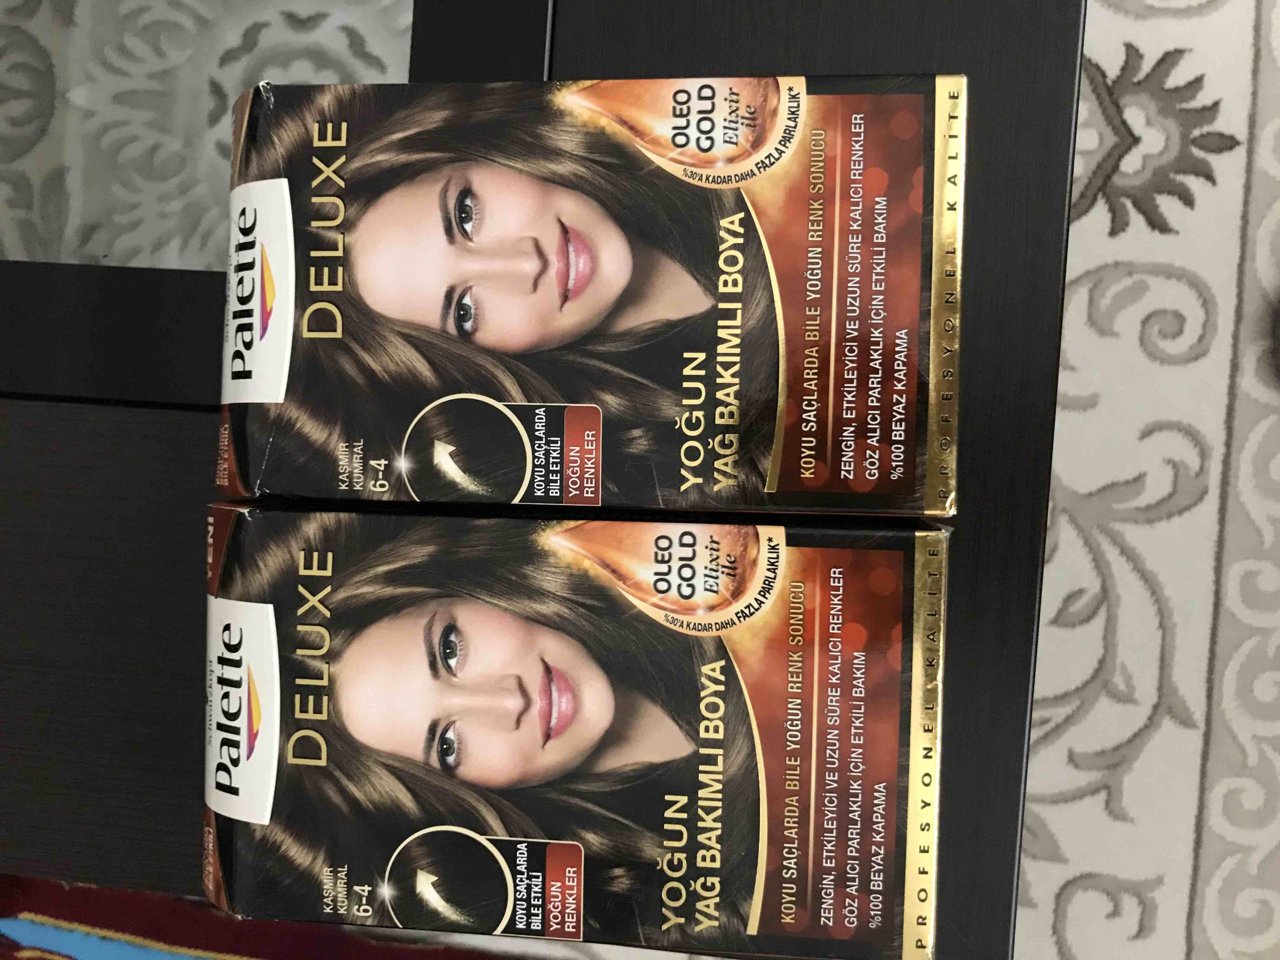 Palette
DELUXE
KAŞMİR
KUMRAL
6-4
KOYU SAÇLARDA
BİLE ETKİLİ
YOĞUN
RENKLER
OLEO
GOLD
Elixir
ile
%30'A KADAR DAHA FAZLA PARLAKLIK*
YOĞUN
YAĞ BAKIMLI BOYA
KOYU SAÇLARDA BİLE YOĞUN RENK SONUCU
ZENGİN, ETKİLEYİCİ VE UZUN SÜRE KALICI RENKLER
GÖZ ALICI PARLAKLIK İÇİN ETKİLİ BAKIM
%100 BEYAZ KAPAMA
PROFESYONEL KALİTE
YENİ
Schwarzkopf
Palette
DELUXE
KAŞMİR
KUMRAL
6-4
KOYU SAÇLARDA
BİLE ETKİLİ
YOĞUN
RENKLER
OLEO
GOLD
Elixir
ile
%30'A KADAR DAHA FAZLA PARLAKLIK*
YOĞUN
YAĞ BAKIMLI BOYA
KOYU SAÇLARDA BİLE YOĞUN RENK SONUCU
ZENGİN, ETKİLEYİCİ VE UZUN SÜRE KALICI RENKLER
GÖZ ALICI PARLAKLIK İÇİN ETKİLİ BAKIM
%100 BEYAZ KAPAMA
PROFESYONEL KALİTE